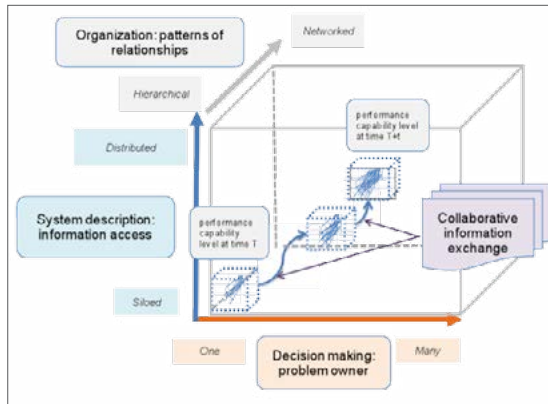 Organization: patterns of
relationships
Networked
Hierarchical
performance
capability level
at time T+t
Distributed
System description:
information access
performance
capability
level at time T
Collaborative
information
exchange
Siloed
One
Decision making:
problem owner
Many